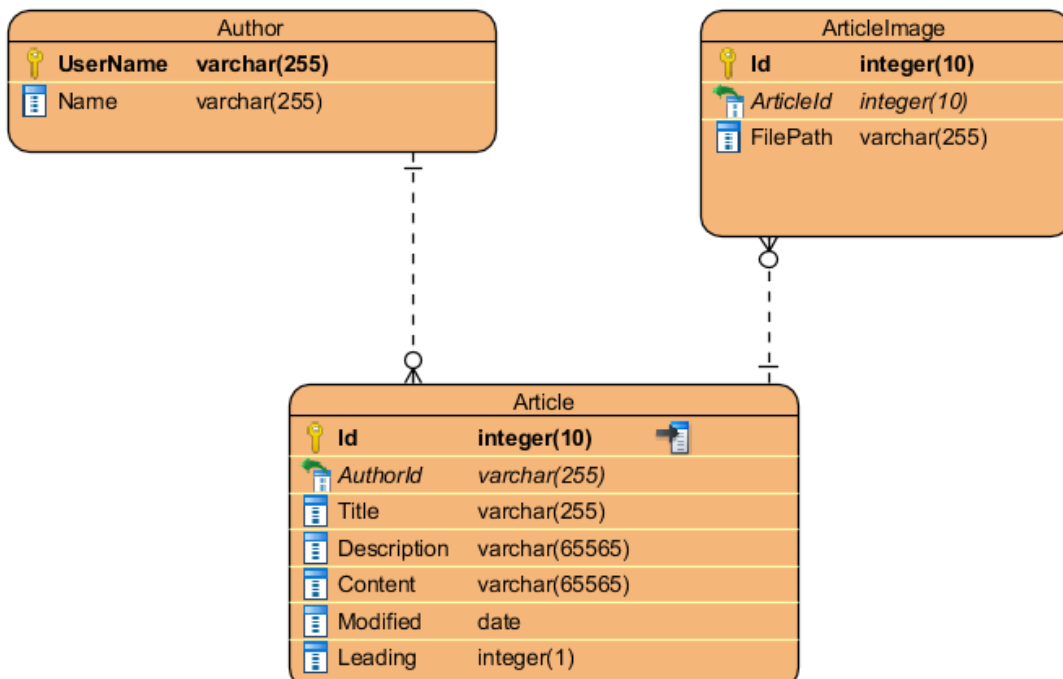 Author
UserName varchar(255)
Name varchar(255)
ArticleImage
Id integer(10)
ArticleId integer(10)
FilePath varchar(255)
Article
Id integer(10)
AuthorId varchar(255)
Title varchar(255)
Description varchar(65565)
Content varchar(65565)
Modified date
Leading integer(1)